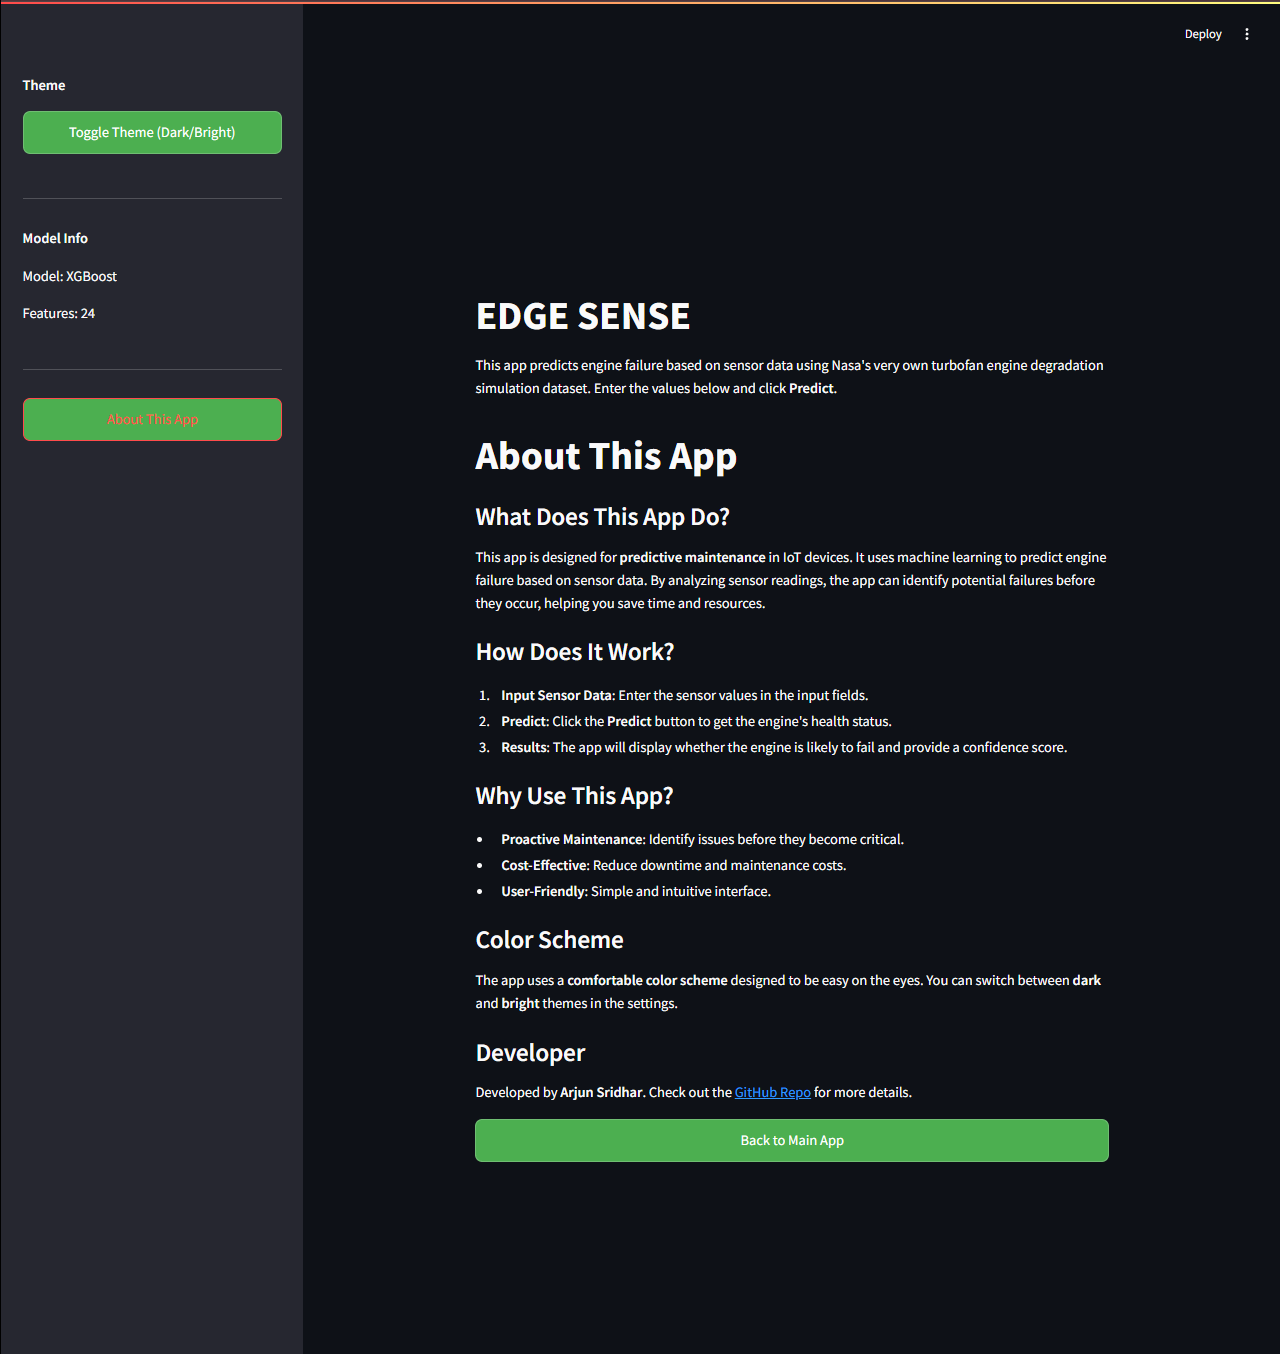 Deploy
Theme
Toggle Theme (Dark/Bright)
Model Info
Model: XGBoost
Features: 24
About This App
EDGE SENSE
This app predicts engine failure based on sensor data using Nasa's very own turbofan engine degradation
simulation dataset. Enter the values below and click Predict.
About This App
What Does This App Do?
This app is designed for predictive maintenance in IoT devices. It uses machine learning to predict engine
failure based on sensor data. By analyzing sensor readings, the app can identify potential failures before
they occur, helping you save time and resources.
How Does It Work?
1. Input Sensor Data: Enter the sensor values in the input fields.
2. Predict: Click the Predict button to get the engine's health status.
3. Results: The app will display whether the engine is likely to fail and provide a confidence score.
Why Use This App?
• Proactive Maintenance: Identify issues before they become critical.
• Cost-Effective: Reduce downtime and maintenance costs.
• User-Friendly: Simple and intuitive interface.
Color Scheme
The app uses a comfortable color scheme designed to be easy on the eyes. You can switch between dark
and bright themes in the settings.
Developer
Developed by Arjun Sridhar. Check out the GitHub Repo for more details.
Back to Main App